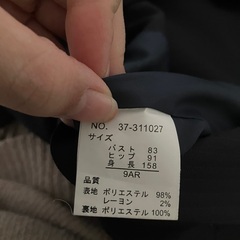 NO. 37-311027
サイズ
バスト 83
ヒップ 91
身長 158
9AR
品質
表地 ポリエステル 98%
レーヨン 2%
裏地 ポリエステル 100%